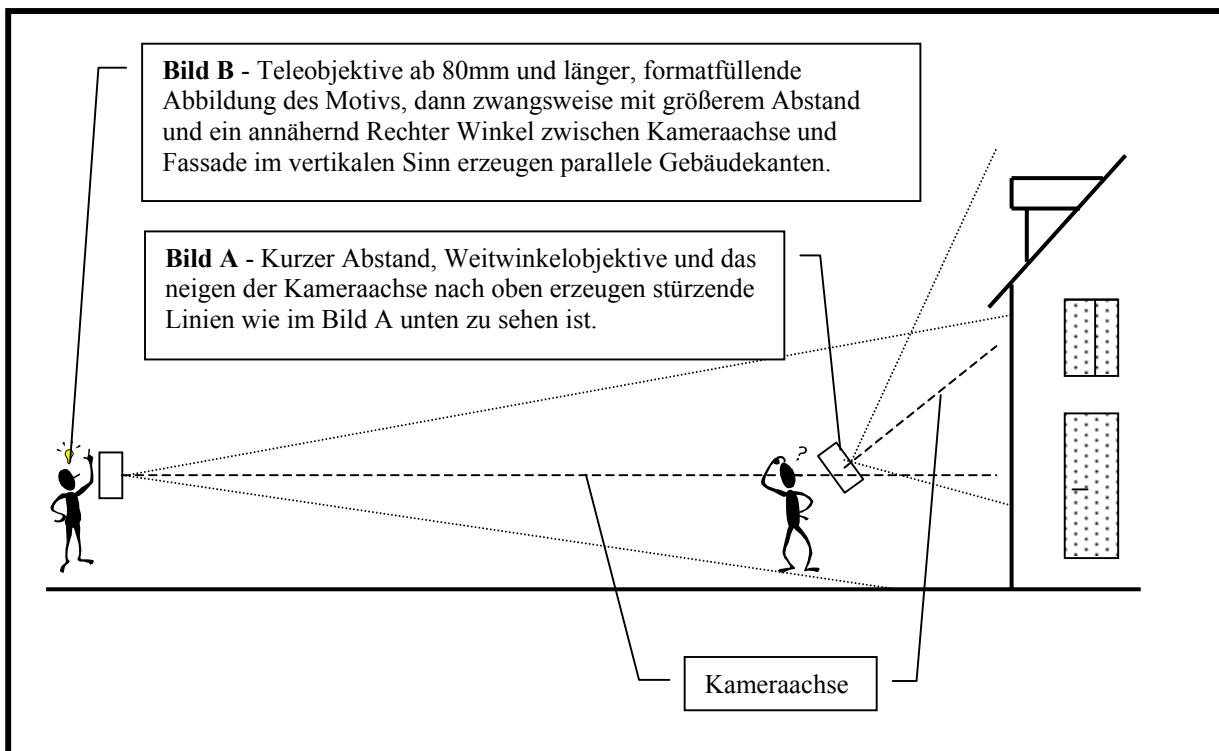 Bild B - Teleobjektive ab 80mm und länger, formatfüllende
Abbildung des Motivs, dann zwangsweise mit größerem Abstand
und ein annähernd Rechter Winkel zwischen Kameraachse und
Fassade im vertikalen Sinn erzeugen parallele Gebäudekanten.
Bild A - Kurzer Abstand, Weitwinkelobjektive und das
neigen der Kameraachse nach oben erzeugen stürzende
Linien wie im Bild A unten zu sehen ist.
?
Kameraachse